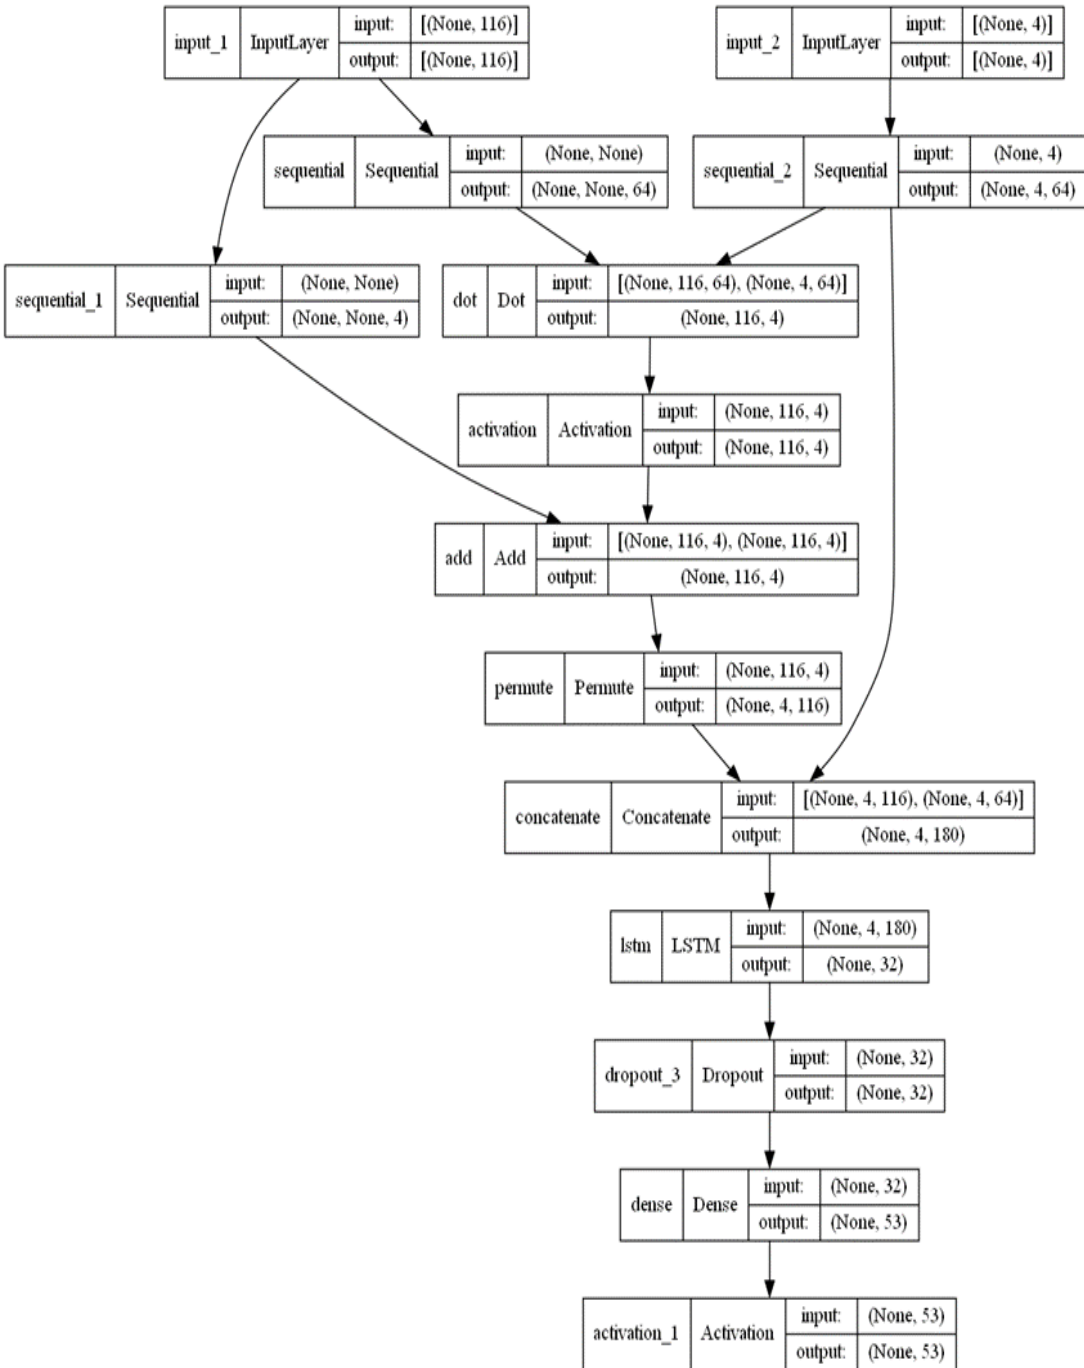 input_1 InputLayer input: [(None, 116)]
output: [(None, 116)]
input_2 InputLayer input: [(None, 4)]
output: [(None, 4)]
sequential Sequential input: (None, None)
output: (None, None, 64)
sequential_2 Sequential input: (None, 4)
output: (None, 4, 64)
sequential_1 Sequential input: (None, None)
output: (None, None, 4)
dot Dot input: [(None, 116, 64), (None, 4, 64)]
output: (None, 116, 4)
activation Activation input: (None, 116, 4)
output: (None, 116, 4)
add Add input: [(None, 116, 4), (None, 116, 4)]
output: (None, 116, 4)
permute Permute input: (None, 116, 4)
output: (None, 4, 116)
concatenate Concatenate input: [(None, 4, 116), (None, 4, 64)]
output: (None, 4, 180)
lstm LSTM input: (None, 4, 180)
output: (None, 32)
dropout_3 Dropout input: (None, 32)
output: (None, 32)
dense Dense input: (None, 32)
output: (None, 53)
activation_1 Activation input: (None, 53)
output: (None, 53)